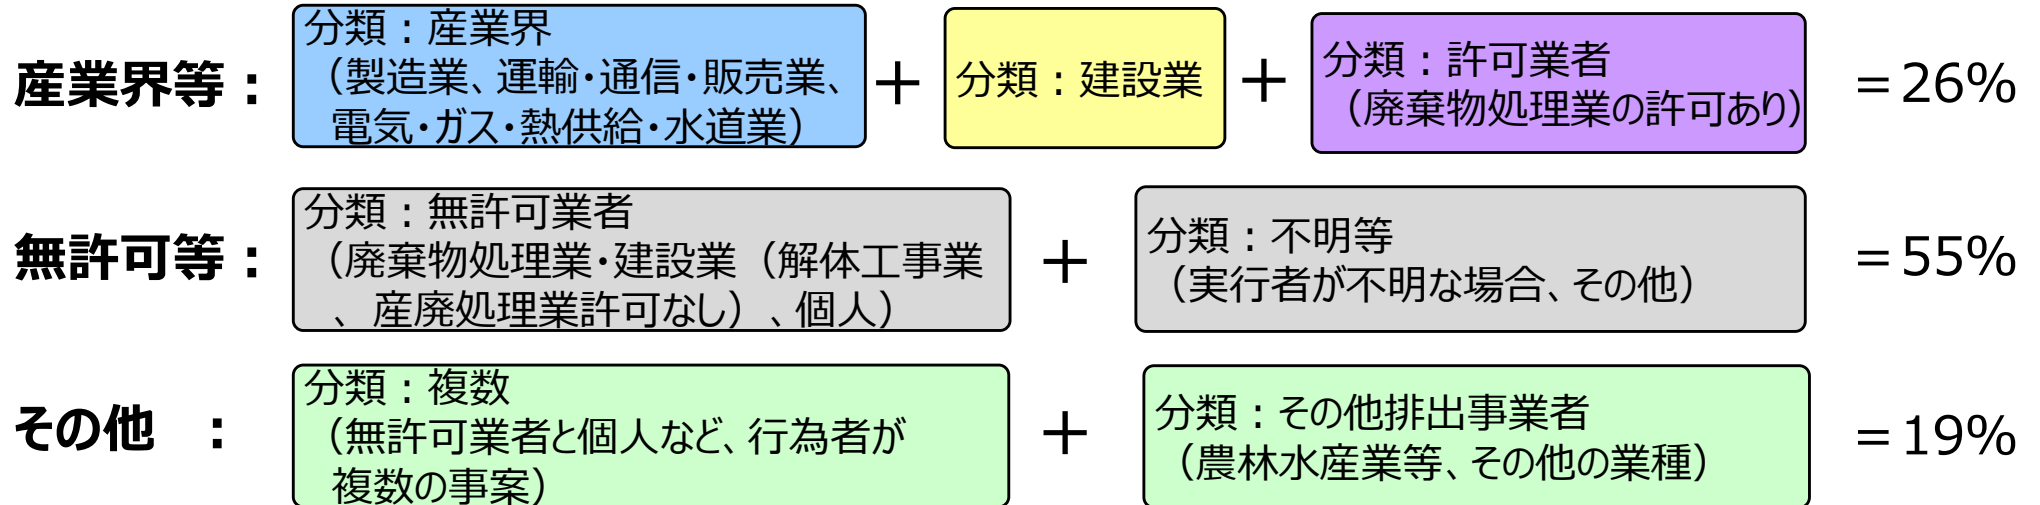 産業界等：
分類：産業界
（製造業、運輸・通信・販売業、
電気・ガス・熱供給・水道業）
＋
分類：建設業
＋
分類：許可業者
（廃棄物処理業の許可あり）
＝26%
無許可等：
分類：無許可業者
（廃棄物処理業・建設業（解体工事業
、産廃処理業許可なし）、個人）
＋
分類：不明等
（実行者が不明な場合、その他）
＝55%
その他　：
分類：複数
（無許可業者と個人など、行為者が
複数の事案）
＋
分類：その他排出事業者
（農林水産業等、その他の業種）
＝19%